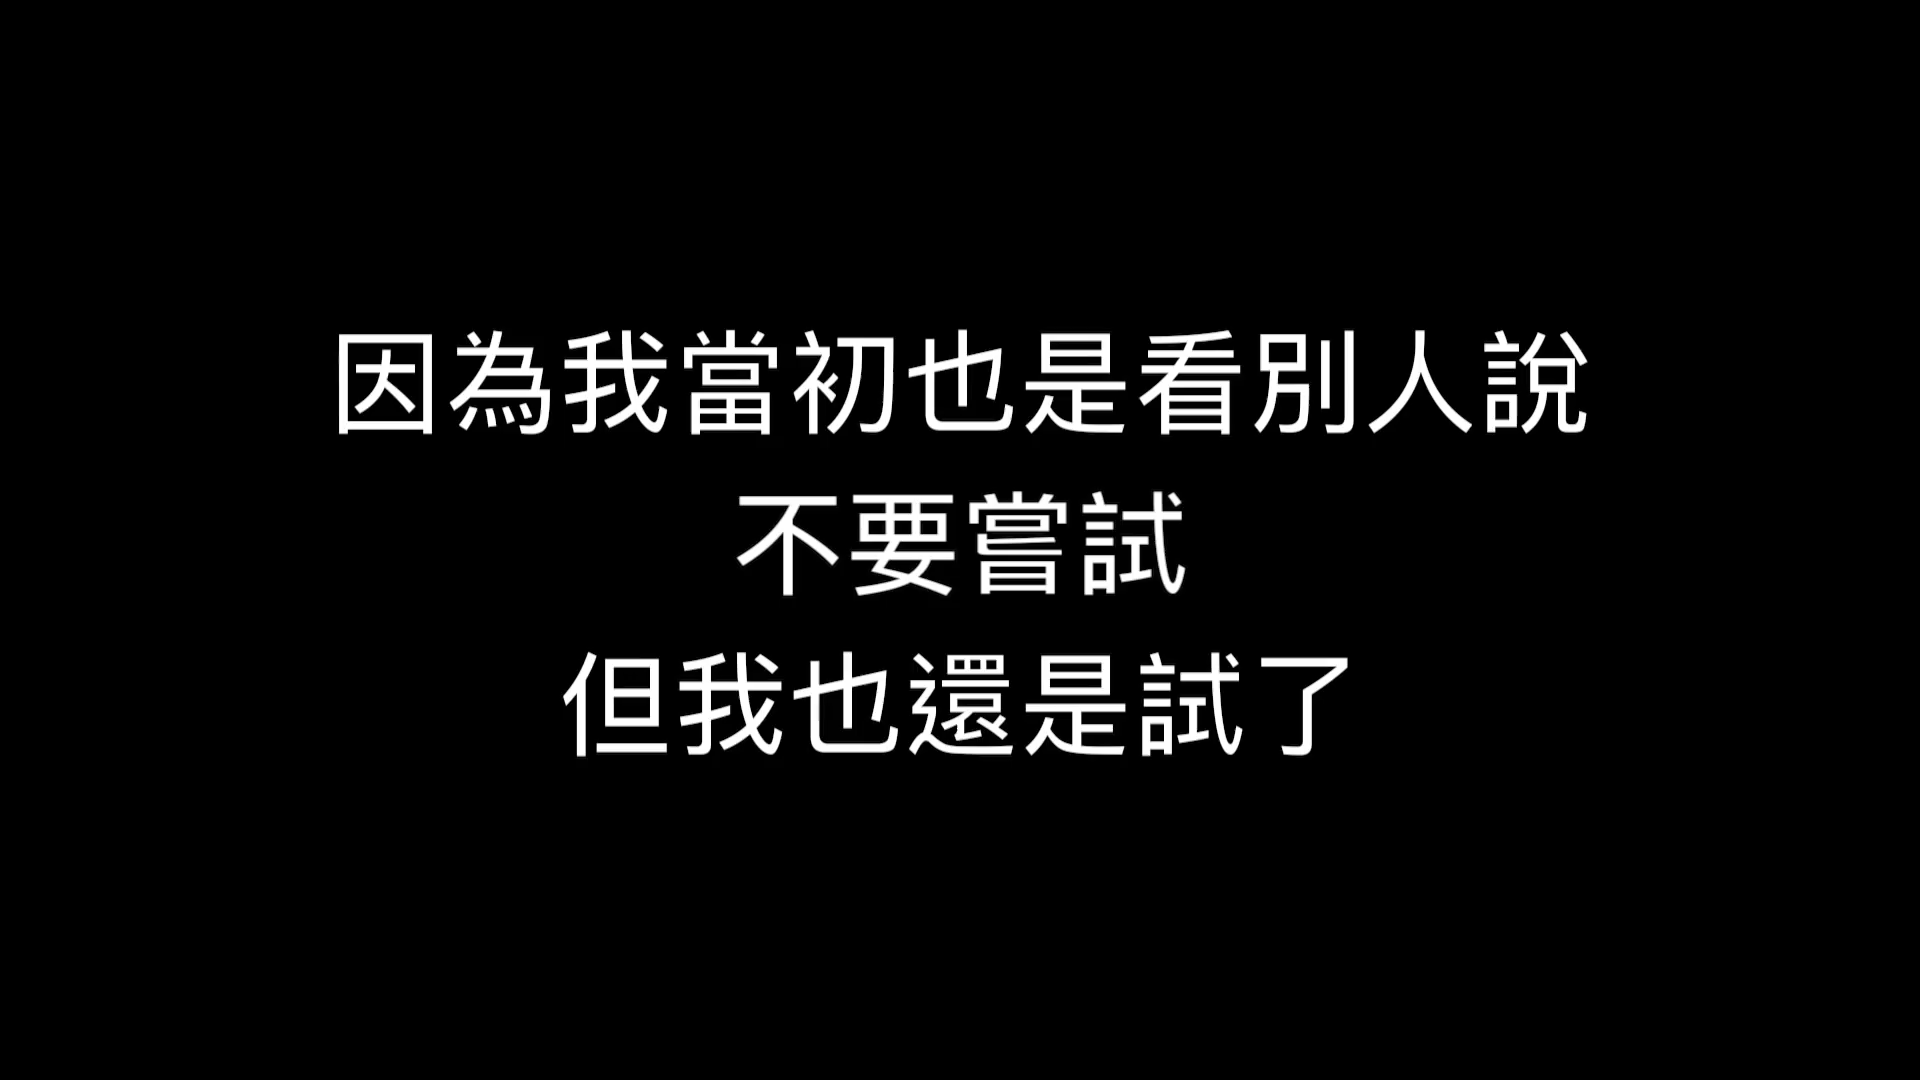 因為我當初也是看別人說
不要嘗試
但我也還是試了